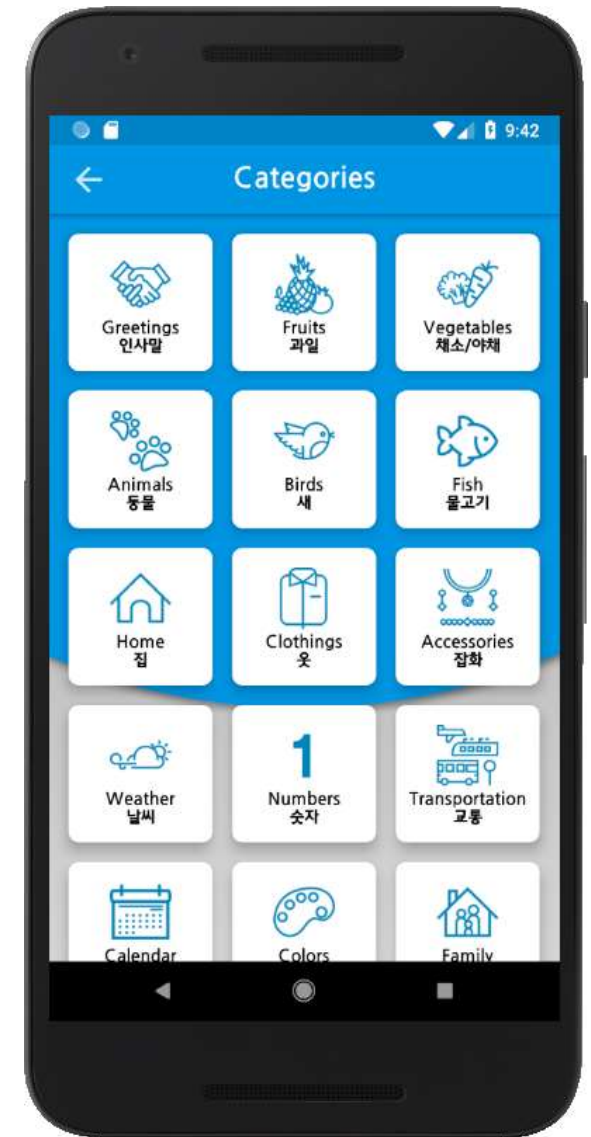 9:42
Categories
Greetings
인사말
Fruits
과일
Vegetables
채소/야채
Animals
동물
Birds
새
Fish
물고기
Home
집
Clothings
옷
Accessories
잡화
Weather
날씨
1
Numbers
숫자
Transportation
교통
Calendar
Colors
Family